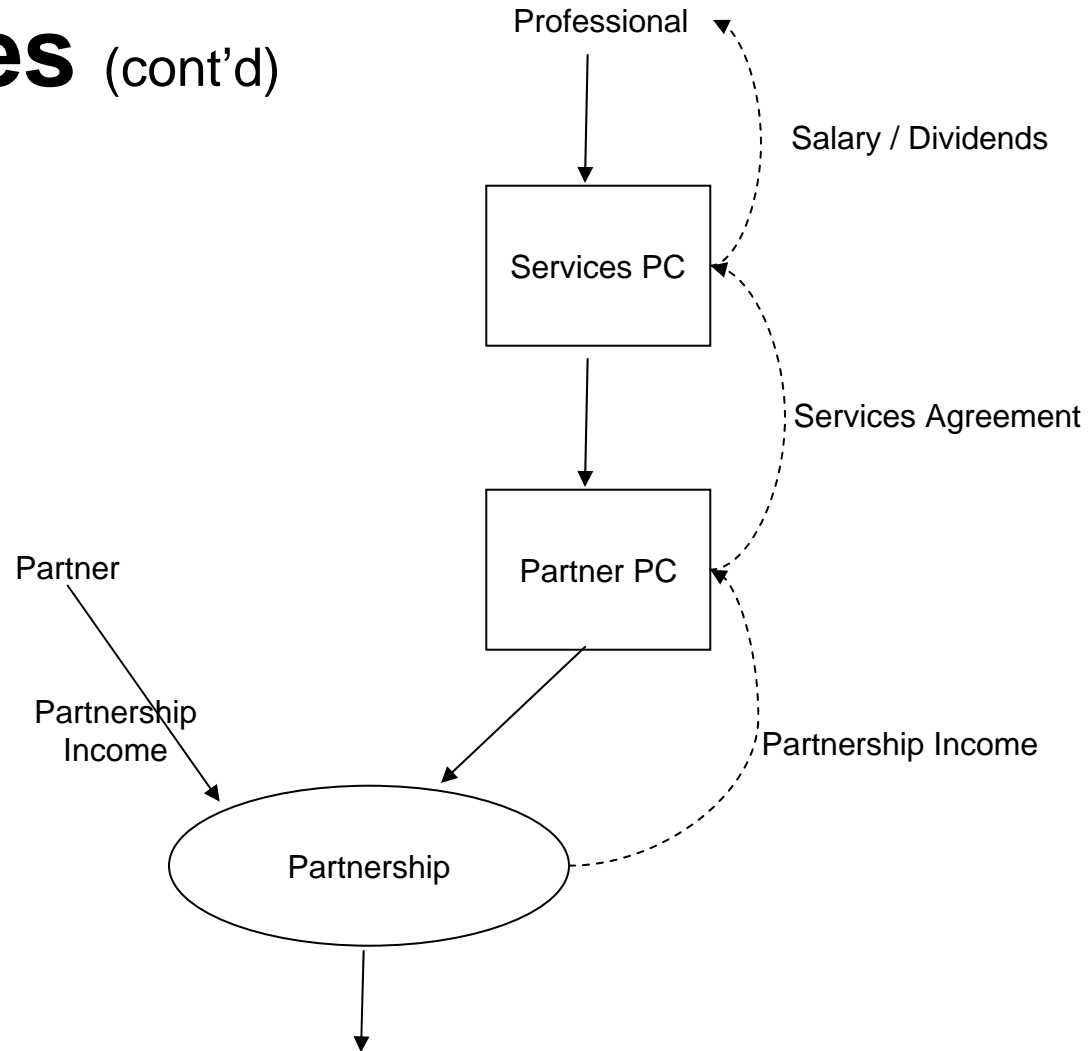 es (cont’d)
Professional
Salary / Dividends
Services PC
Services Agreement
Partner PC
Partner
Partnership
Income
Partnership Income
Partnership